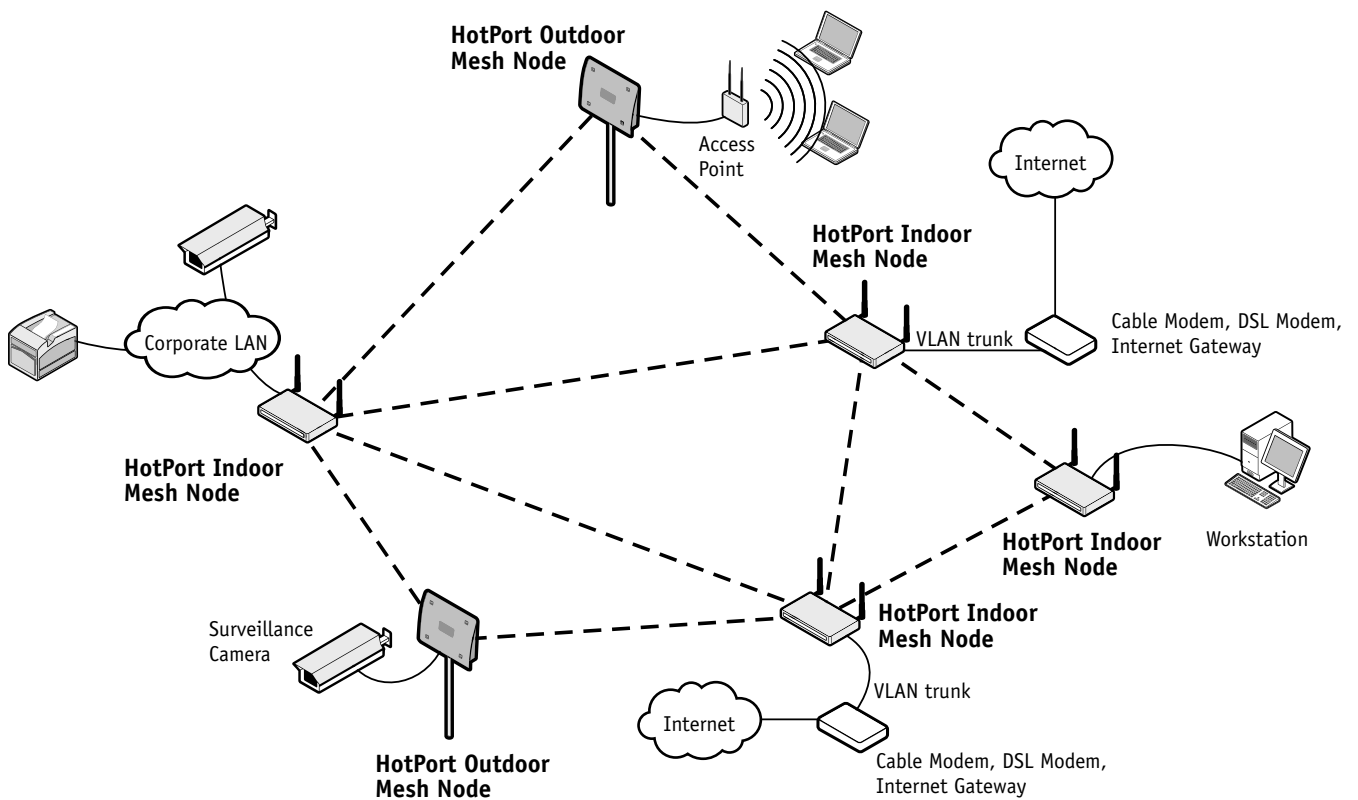 HotPort Outdoor
Mesh Node
Access
Point
Internet
HotPort Indoor
Mesh Node
VLAN trunk
Cable Modem, DSL Modem,
Internet Gateway
Corporate LAN
HotPort Indoor
Mesh Node
HotPort Indoor
Mesh Node
Workstation
HotPort Indoor
Mesh Node
Surveillance
Camera
VLAN trunk
Internet
HotPort Outdoor
Mesh Node
Cable Modem, DSL Modem,
Internet Gateway